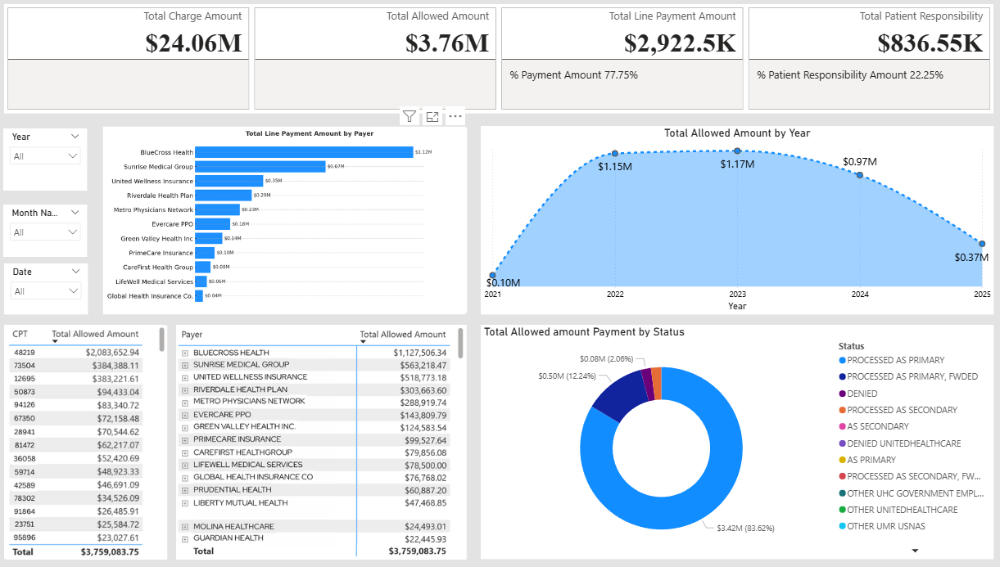 Total Charge Amount
$24.06M
Total Allowed Amount
$3.76M
Total Line Payment Amount
$2,922.5K
% Payment Amount 77.75%
Total Patient Responsibility
$836.55K
% Patient Responsibility Amount 22.25%
Year
All
Month Na...
All
Date
All
Total Line Payment Amount by Payer
BlueCross Health $1.12M
Sunrise Medical Group $0.67M
United Wellness Insurance $0.35M
Riverdale Health Plan $0.29M
Metro Physicians Network $0.23M
Evercare PPO $0.18M
Green Valley Health Inc $0.14M
PrimeCare Insurance $0.10M
CareFirst Health Group $0.08M
LifeWell Medical Services $0.06M
Global Health Insurance Co. $0.04M
Total Allowed Amount by Year
$0.10M
$1.15M
$1.17M
$0.97M
$0.37M
2021 2022 2023 2024 2025
Year
CPT Total Allowed Amount
48219 $2,083,652.94
73504 $384,388.11
12695 $383,221.61
50873 $94,433.04
94126 $83,340.72
67350 $72,158.48
28941 $70,544.62
81472 $62,217.07
36058 $52,420.69
59714 $48,923.33
42589 $46,691.09
78302 $34,526.09
91864 $26,485.91
23751 $25,584.72
95896 $23,027.61
Total $3,759,083.75
Payer Total Allowed Amount
BLUECROSS HEALTH $1,127,506.34
SUNRISE MEDICAL GROUP $563,218.47
UNITED WELLNESS INSURANCE $518,773.18
RIVERDALE HEALTH PLAN $303,663.60
METRO PHYSICIANS NETWORK $288,919.74
EVERCARE PPO $143,809.79
GREEN VALLEY HEALTH INC. $124,583.54
PRIMECARE INSURANCE $99,527.64
CAREFIRST HEALTHGROUP $79,856.08
LIFEWELL MEDICAL SERVICES $78,500.00
GLOBAL HEALTH INSURANCE CO $76,768.02
PRUDENTIAL HEALTH $60,887.20
LIBERTY MUTUAL HEALTH $47,468.85
MOLINA HEALTHCARE $24,493.01
GUARDIAN HEALTH $22,445.93
Total $3,759,083.75
Total Allowed amount Payment by Status
$0.08M (2.06%)
$0.50M (12.24%)
$3.42M (83.62%)
Status
PROCESSED AS PRIMARY
PROCESSED AS PRIMARY, FWDED
DENIED
PROCESSED AS SECONDARY
AS SECONDARY
DENIED UNITEDHEALTHCARE
AS PRIMARY
PROCESSED AS SECONDARY, FW...
OTHER UHC GOVERNMENT EMPL...
OTHER UNITEDHEALTHCARE
OTHER UMR USNAS